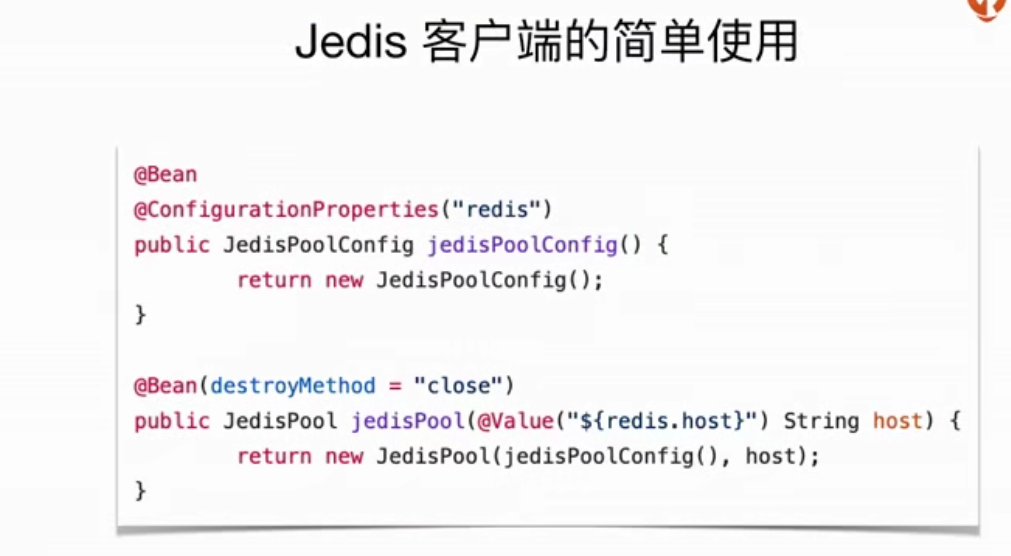 Jedis 客户端的简单使用
@Bean
@ConfigurationProperties("redis")
public JedisPoolConfig jedisPoolConfig() {
        return new JedisPoolConfig();
}
@Bean(destroyMethod = "close")
public JedisPool jedisPool(@Value("${redis.host}") String host) {
        return new JedisPool(jedisPoolConfig(), host);
}